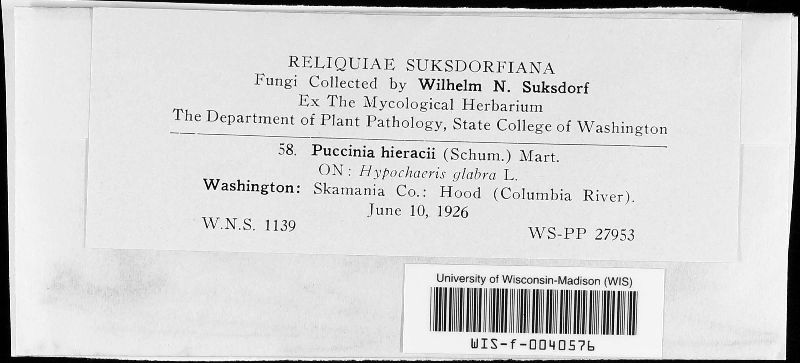 RELIQUIAE SUKSDORFIANA
Fungi Collected by Wilhelm N. Suksdorf
Ex The Mycological Herbarium
The Department of Plant Pathology, State College of Washington
58. Puccinia hieracii (Schum.) Mart.
ON: Hypochaeris glabra L.
Washington: Skamania Co.: Hood (Columbia River).
June 10, 1926
W.N.S. 1139 WS-PP 27953
University of Wisconsin-Madison (WIS)
WIS-f-0040576